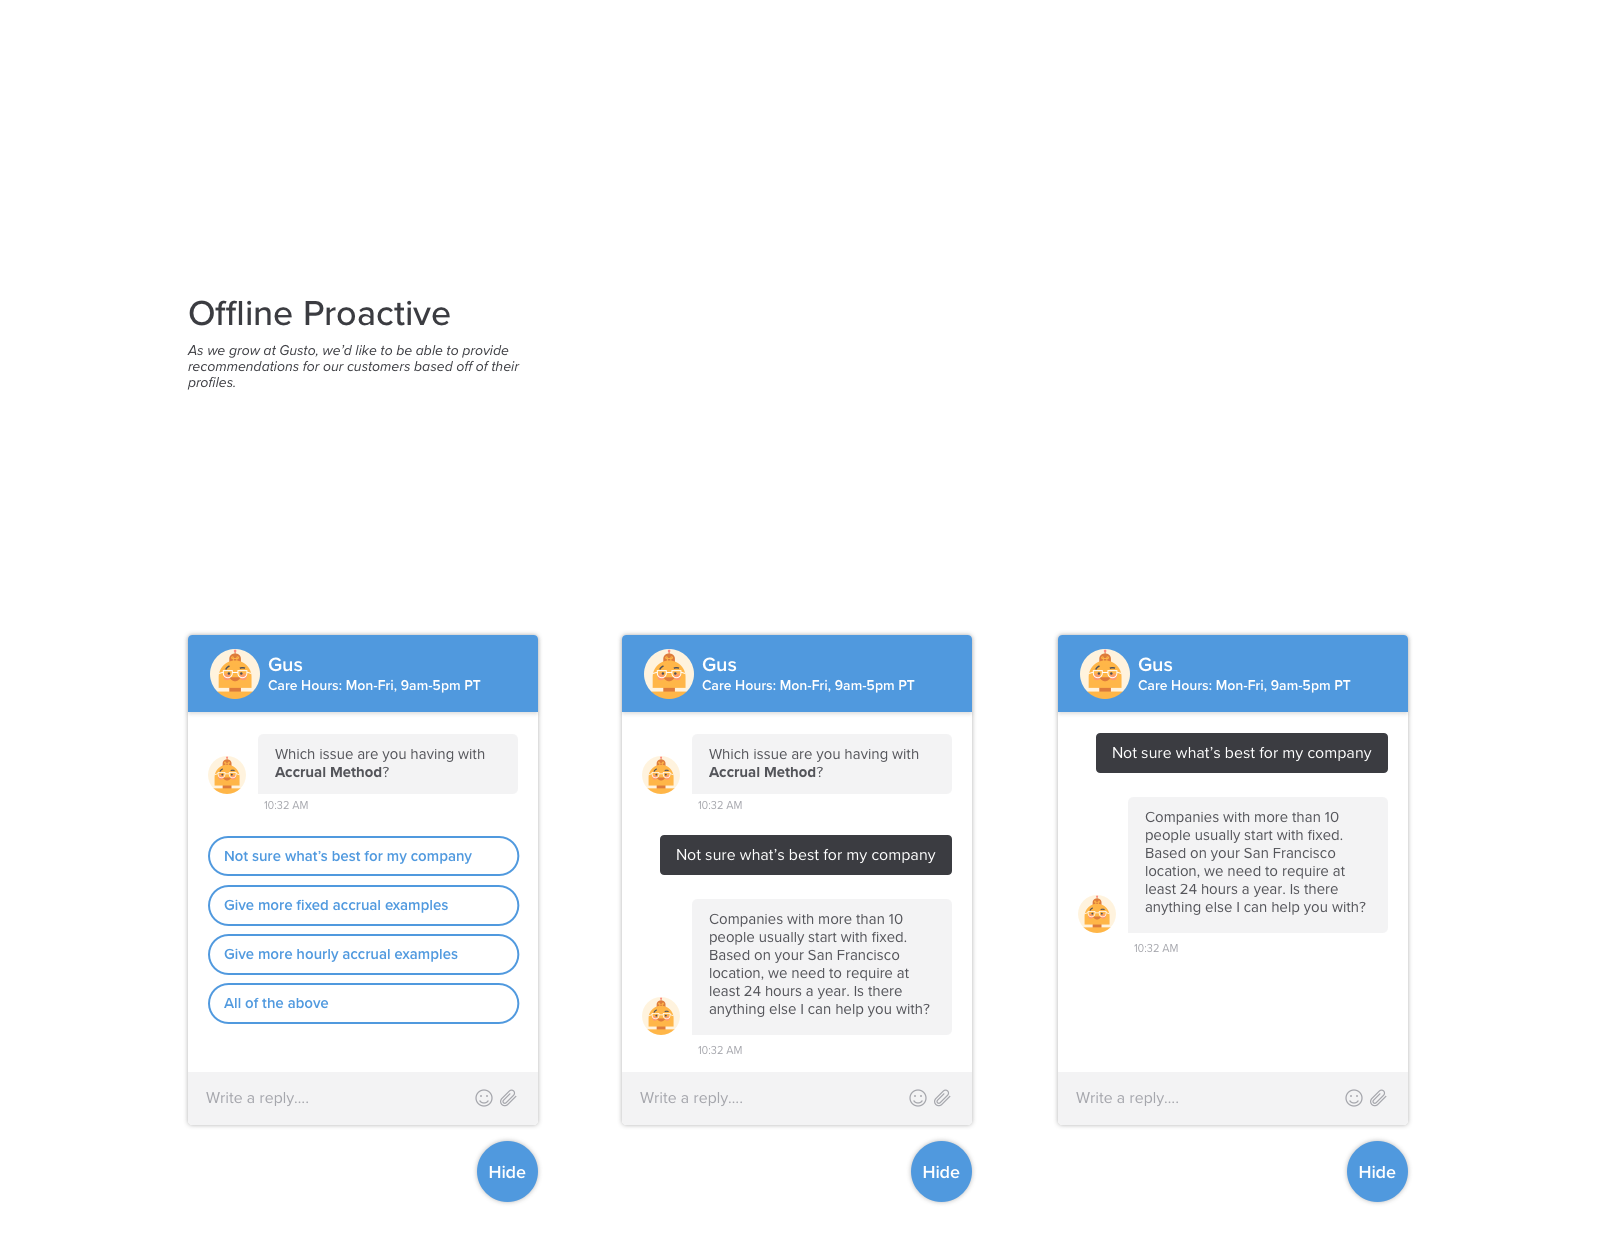 Offline Proactive
As we grow at Gusto, we’d like to be able to provide
recommendations for our customers based off of their
profiles.
Gus
Care Hours: Mon-Fri, 9am-5pm PT
Which issue are you having with
Accrual Method?
10:32 AM
Not sure what’s best for my company
Give more fixed accrual examples
Give more hourly accrual examples
All of the above
Write a reply....
Hide
Gus
Care Hours: Mon-Fri, 9am-5pm PT
Which issue are you having with
Accrual Method?
10:32 AM
Not sure what’s best for my company
Companies with more than 10
people usually start with fixed.
Based on your San Francisco
location, we need to require at
least 24 hours a year. Is there
anything else I can help you with?
10:32 AM
Write a reply....
Hide
Gus
Care Hours: Mon-Fri, 9am-5pm PT
Not sure what’s best for my company
Companies with more than 10
people usually start with fixed.
Based on your San Francisco
location, we need to require at
least 24 hours a year. Is there
anything else I can help you with?
10:32 AM
Write a reply....
Hide